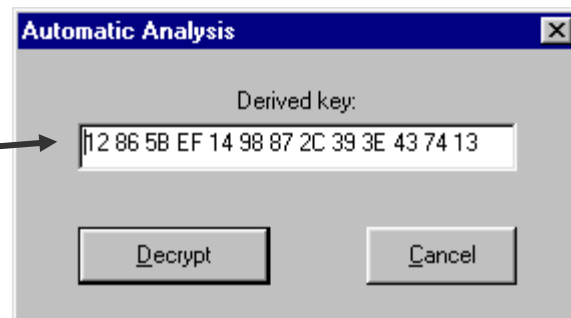 Automatic Analysis
Derived key:
12 86 5B EF 14 98 87 2C 39 3E 43 74 13
Decrypt Cancel